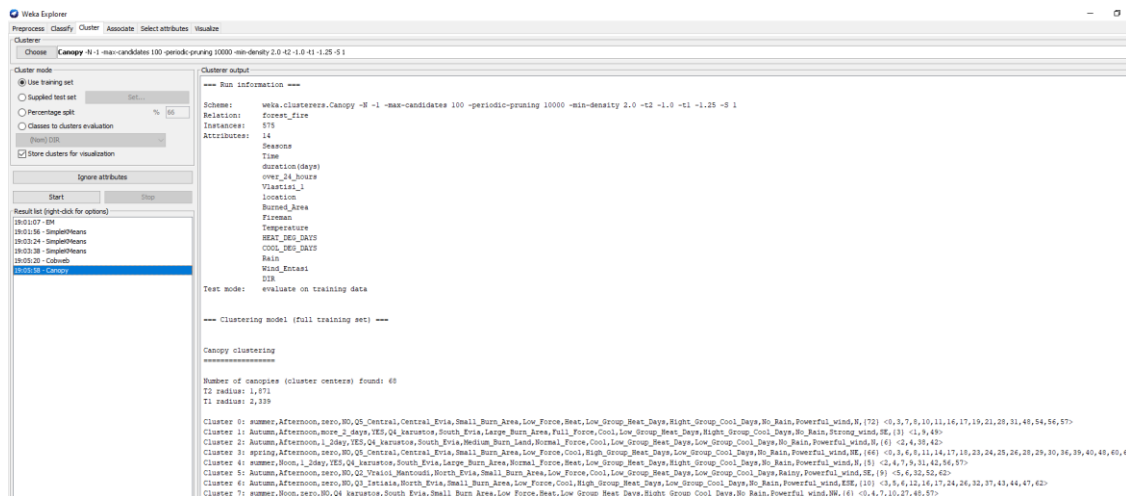 Weka Explorer
Preprocess Classify Cluster Associate Select attributes Visualize
Clusterer
Choose Canopy -N -1 -max-candidates 100 -periodic-pruning 10000 -min-density 2.0 -t2 -1.0 -t1 -1.25 -S 1
Cluster mode
Use training set
Supplied test set Set...
Percentage split % 66
Classes to clusters evaluation
(Nom) DIR
Store clusters for visualization
Ignore attributes
Start Stop
Result list (right-click for options)
19:01:07 - EM
19:01:56 - SimpleKMeans
19:03:24 - SimpleKMeans
19:03:38 - SimpleKMeans
19:05:20 - Cobweb
19:05:58 - Canopy
Clusterer output
=== Run information ===
Scheme: weka.clusterers.Canopy -N -1 -max-candidates 100 -periodic-pruning 10000 -min-density 2.0 -t2 -1.0 -t1 -1.25 -S 1
Relation: forest_fire
Instances: 575
Attributes: 14
Seasons
Time
duration(days)
over_24_hours
Vlastisi_1
location
Burned_Area
Fireman
Temperature
HEAT_DEG_DAYS
COOL_DEG_DAYS
Rain
Wind_Entasi
DIR
Test mode: evaluate on training data
=== Clustering model (full training set) ===
Canopy clustering
=================
Number of canopies (cluster centers) found: 68
T2 radius: 1,871
T1 radius: 2,339
Cluster 0: summer,Afternoon,zero,NO,Q5_Central,Central_Evia,Small_Burn_Area,Low_Force,Heat,Low_Group_Heat_Days,Hight_Group_Cool_Days,No_Rain,Powerful_wind,N,{72} <0,3,7,8,10,11,16,17,19,21,28,31,48,54,56,57>
Cluster 1: Autumn,Afternoon,more_2_days,YES,Q4_karustos,South_Evia,Large_Burn_Area,Full_Force,Cool,Low_Group_Heat_Days,Hight_Group_Cool_Days,No_Rain,Strong_wind,SE,{3} <1,9,49>
Cluster 2: Autumn,Afternoon,1_2day,YES,Q4_karustos,South_Evia,Medium_Burn_Land,Normal_Force,Cool,Low_Group_Heat_Days,Low_Group_Cool_Days,No_Rain,Powerful_wind,N,{6} <2,4,38,42>
Cluster 3: spring,Afternoon,zero,NO,Q5_Central,Central_Evia,Small_Burn_Area,Low_Force,Cool,High_Group_Heat_Days,Low_Group_Cool_Days,No_Rain,Powerful_wind,NE,{66} <0,3,6,8,11,14,17,18,23,24,25,26,28,29,30,36,39,40,48,60,6
Cluster 4: summer,Noon,1_2day,YES,Q4_karustos,South_Evia,Large_Burn_Area,Normal_Force,Heat,Low_Group_Heat_Days,Hight_Group_Cool_Days,No_Rain,Powerful_wind,N,{5} <2,4,7,9,31,42,56,57>
Cluster 5: Autumn,Afternoon,zero,NO,Q2_Vraioi_Mantoudi,North_Evia,Small_Burn_Area,Low_Force,Cool,Low_Group_Heat_Days,Low_Group_Cool_Days,Rainy,Powerful_wind,SE,{9} <5,6,32,52,62>
Cluster 6: Autumn,Afternoon,zero,NO,Q3_Istiaia,North_Evia,Small_Burn_Area,Low_Force,Cool,High_Group_Heat_Days,Low_Group_Cool_Days,No_Rain,Powerful_wind,ESE,{10} <3,5,6,12,16,17,24,26,32,37,43,44,47,62>
Cluster 7: summer,Noon,zero,NO,Q4_karustos,South_Evia,Small_Burn_Area,Low_Force,Heat,Low_Group_Heat_Days,Hight_Group_Cool_Days,No_Rain,Powerful_wind,NW,{6} <0,4,7,10,27,48,57>